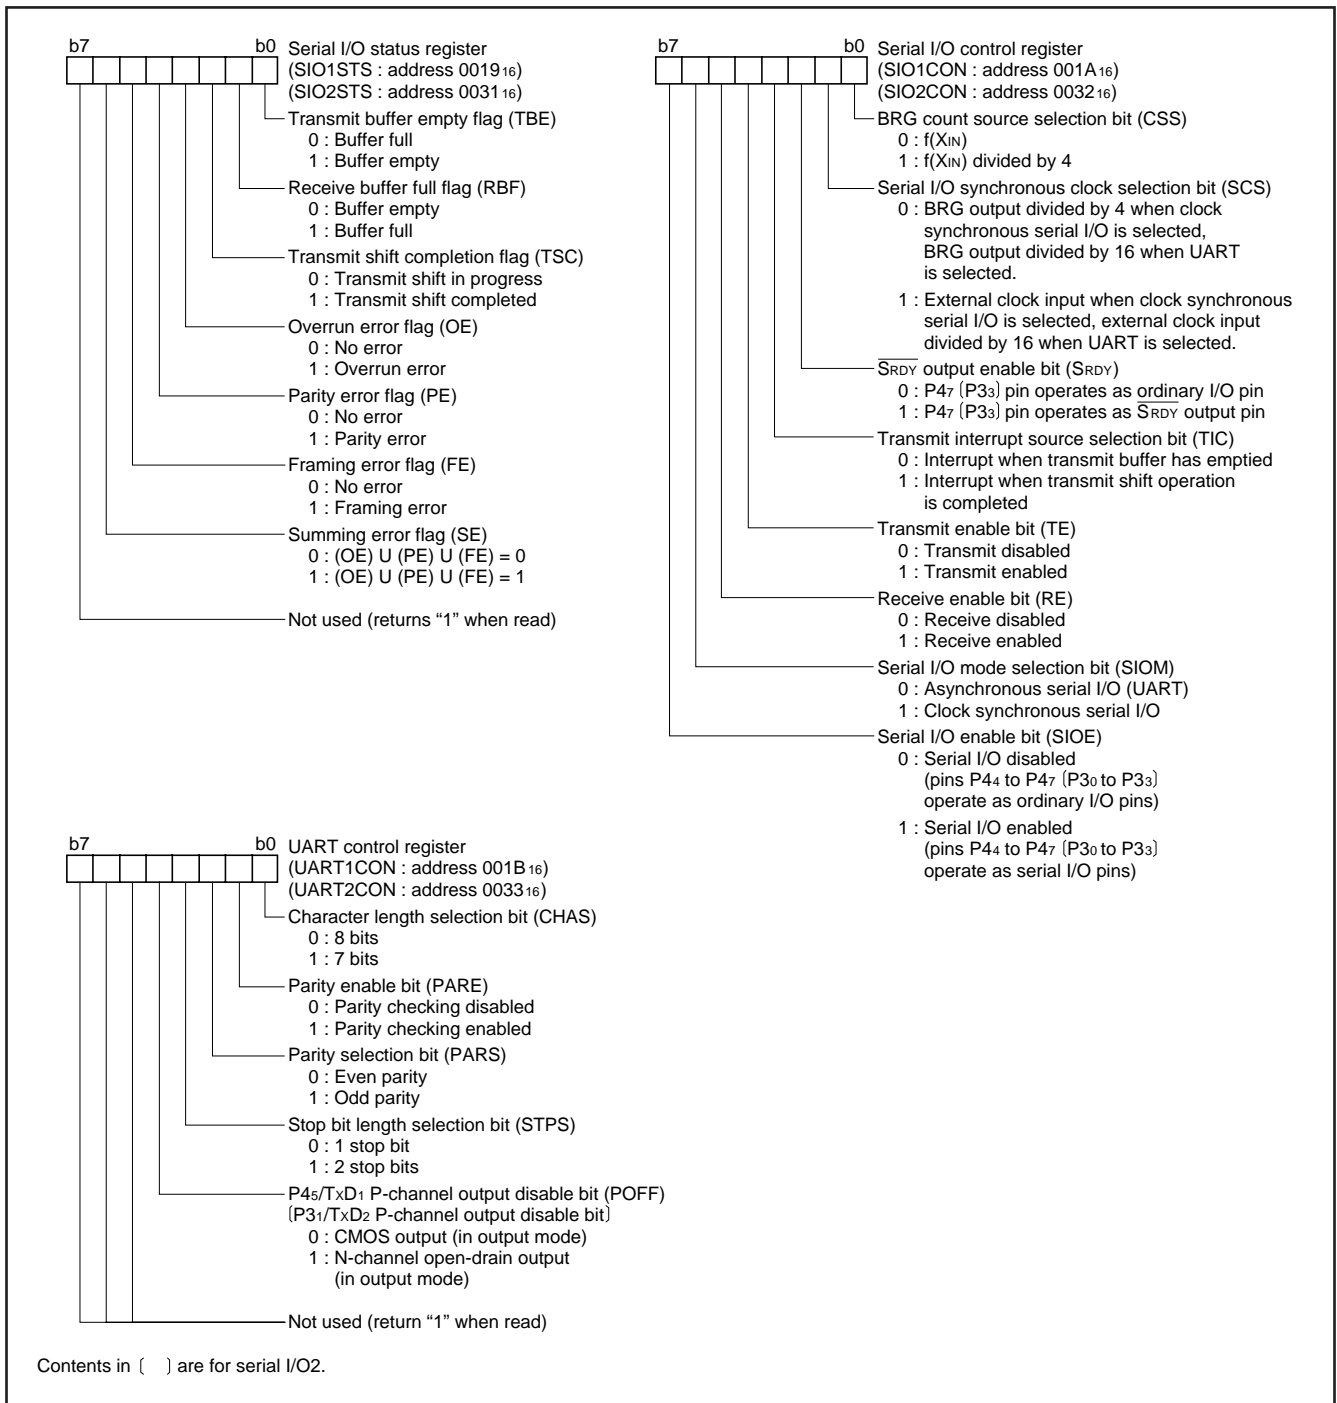 b7 b0 Serial I/O status register
(SIO1STS : address 0019₁₆)
(SIO2STS : address 0031₁₆)
Transmit buffer empty flag (TBE)
0 : Buffer full
1 : Buffer empty
Receive buffer full flag (RBF)
0 : Buffer empty
1 : Buffer full
Transmit shift completion flag (TSC)
0 : Transmit shift in progress
1 : Transmit shift completed
Overrun error flag (OE)
0 : No error
1 : Overrun error
Parity error flag (PE)
0 : No error
1 : Parity error
Framing error flag (FE)
0 : No error
1 : Framing error
Summing error flag (SE)
0 : (OE) U (PE) U (FE) = 0
1 : (OE) U (PE) U (FE) = 1
Not used (returns “1” when read)
b7 b0 Serial I/O control register
(SIO1CON : address 001A₁₆)
(SIO2CON : address 0032₁₆)
BRG count source selection bit (CSS)
0 : f(XIN)
1 : f(XIN) divided by 4
Serial I/O synchronous clock selection bit (SCS)
0 : BRG output divided by 4 when clock
synchronous serial I/O is selected,
BRG output divided by 16 when UART
is selected.
1 : External clock input when clock synchronous
serial I/O is selected, external clock input
divided by 16 when UART is selected.
SRDY output enable bit (SRDY)
0 : P4₇ [P3₃] pin operates as ordinary I/O pin
1 : P4₇ [P3₃] pin operates as SRDY output pin
Transmit interrupt source selection bit (TIC)
0 : Interrupt when transmit buffer has emptied
1 : Interrupt when transmit shift operation
is completed
Transmit enable bit (TE)
0 : Transmit disabled
1 : Transmit enabled
Receive enable bit (RE)
0 : Receive disabled
1 : Receive enabled
Serial I/O mode selection bit (SIOM)
0 : Asynchronous serial I/O (UART)
1 : Clock synchronous serial I/O
Serial I/O enable bit (SIOE)
0 : Serial I/O disabled
(pins P4₄ to P4₇ [P3₀ to P3₃]
operate as ordinary I/O pins)
1 : Serial I/O enabled
(pins P4₄ to P4₇ [P3₀ to P3₃]
operate as serial I/O pins)
b7 b0 UART control register
(UART1CON : address 001B₁₆)
(UART2CON : address 0033₁₆)
Character length selection bit (CHAS)
0 : 8 bits
1 : 7 bits
Parity enable bit (PARE)
0 : Parity checking disabled
1 : Parity checking enabled
Parity selection bit (PARS)
0 : Even parity
1 : Odd parity
Stop bit length selection bit (STPS)
0 : 1 stop bit
1 : 2 stop bits
P4₅/TxD₁ P-channel output disable bit (POFF)
[P3₁/TxD₂ P-channel output disable bit]
0 : CMOS output (in output mode)
1 : N-channel open-drain output
(in output mode)
Not used (return “1” when read)
Contents in [ ] are for serial I/O2.